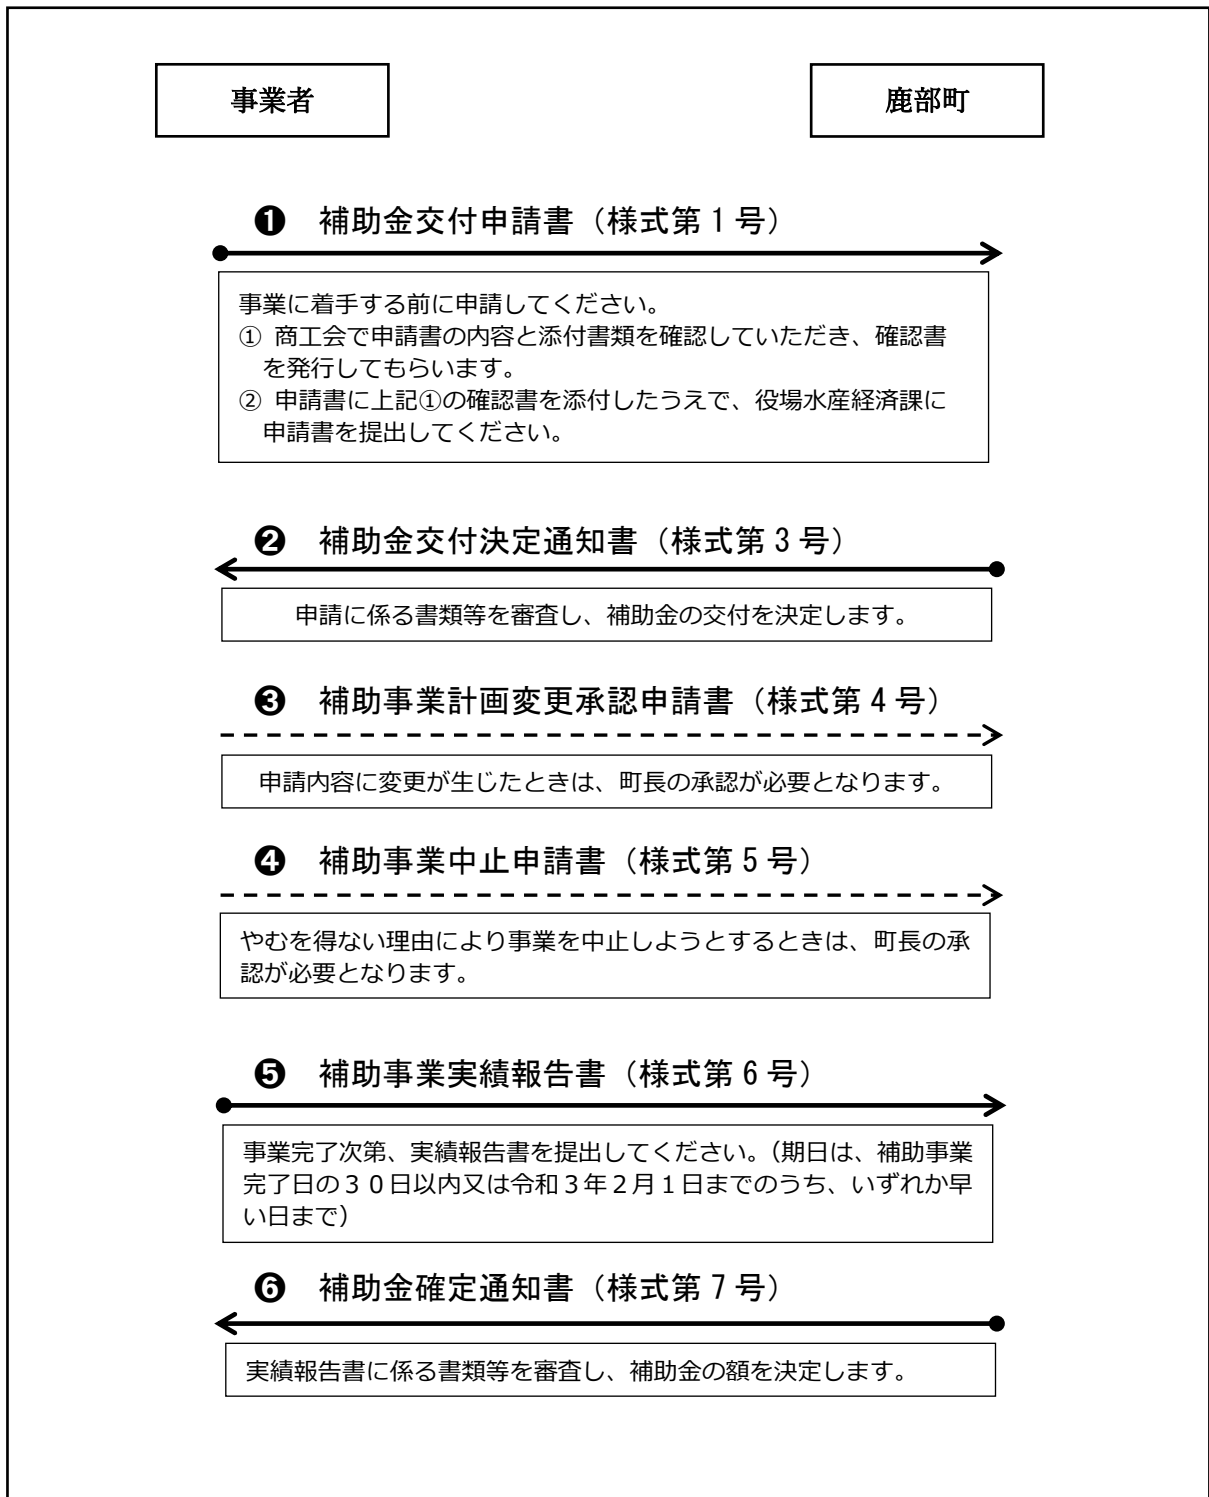 事業者
鹿部町
❶ 補助金交付申請書（様式第１号）
事業に着手する前に申請してください。
① 商工会で申請書の内容と添付書類を確認していただき、確認書
を発行してもらいます。
② 申請書に上記①の確認書を添付したうえで、役場水産経済課に
申請書を提出してください。
❷ 補助金交付決定通知書（様式第３号）
申請に係る書類等を審査し、補助金の交付を決定します。
❸ 補助事業計画変更承認申請書（様式第４号）
申請内容に変更が生じたときは、町長の承認が必要となります。
❹ 補助事業中止申請書（様式第５号）
やむを得ない理由により事業を中止しようとするときは、町長の承
認が必要となります。
❺ 補助事業実績報告書（様式第６号）
事業完了次第、実績報告書を提出してください。（期日は、補助事業
完了日の３０日以内又は令和３年２月１日までのうち、いずれか早
い日まで）
❻ 補助金確定通知書（様式第７号）
実績報告書に係る書類等を審査し、補助金の額を決定します。